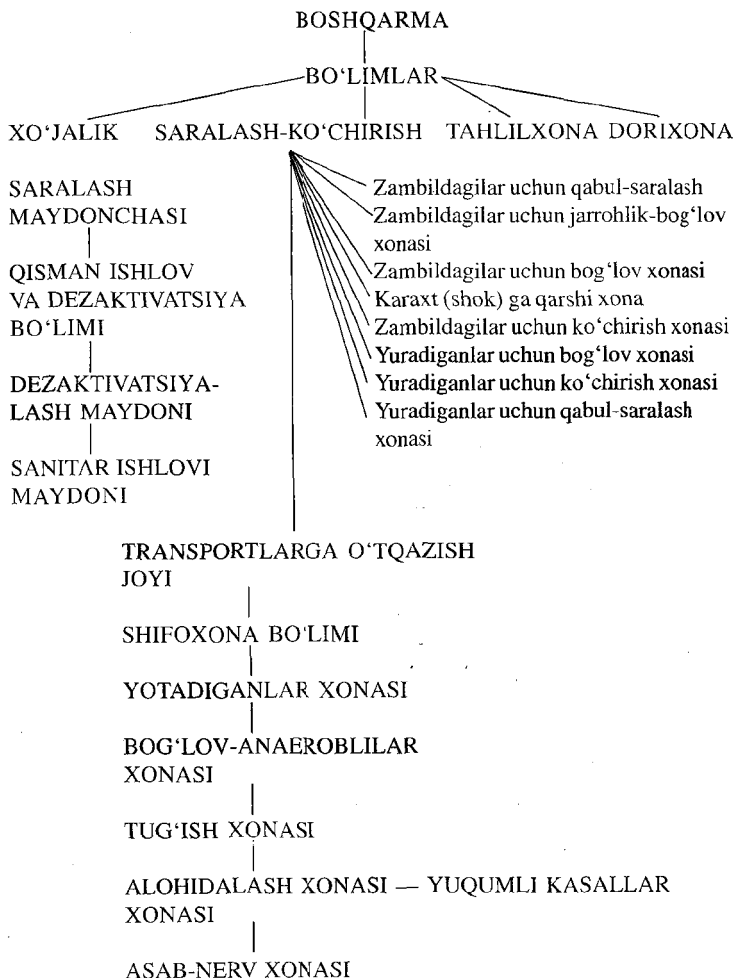 BOSHQARMA
BO‘LIMLAR
XO‘JALIK SARALASH-KO‘CHIRISH TAHLILXONA DORIXONA
SARALASH
MAYDONCHASI
QISMAN ISHLOV
VA DEZAKTIVATSIYA
BO‘LIMI
DEZAKTIVATSIYA-
LASH MAYDONI
SANITAR ISHLOVI
MAYDONI
Zambildagilar uchun qabul-saralash
Zambildagilar uchun jarrohlik-bog‘lov
xonasi
Zambildagilar uchun bog‘lov xonasi
Karaxt (shok) ga qarshi xona
Zambildagilar uchun ko‘chirish xonasi
Yuradiganlar uchun bog‘lov xonasi
Yuradiganlar uchun ko‘chirish xonasi
Yuradiganlar uchun qabul-saralash
xonasi
TRANSPORTLARGA O‘TQAZISH
JOYI
SHIFOXONA BO‘LIMI
YOTADIGANLAR XONASI
BOG‘LOV-ANAEROBLILAR
XONASI
TUG‘ISH XONASI
ALOHIDALASH XONASI — YUQUMLI KASALLAR
XONASI
ASAB-NERV XONASI